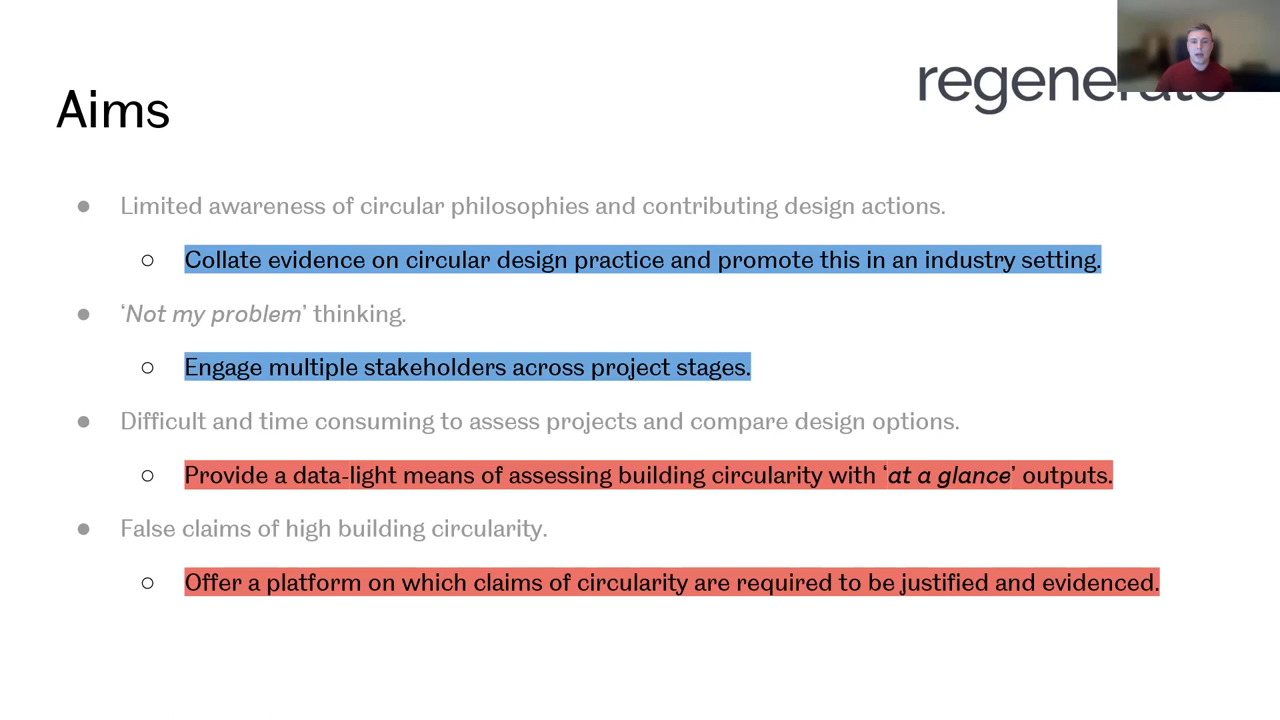 regenerate
Aims
● Limited awareness of circular philosophies and contributing design actions.
○ Collate evidence on circular design practice and promote this in an industry setting.
● ‘Not my problem’ thinking.
○ Engage multiple stakeholders across project stages.
● Difficult and time consuming to assess projects and compare design options.
○ Provide a data-light means of assessing building circularity with ‘at a glance’ outputs.
● False claims of high building circularity.
○ Offer a platform on which claims of circularity are required to be justified and evidenced.